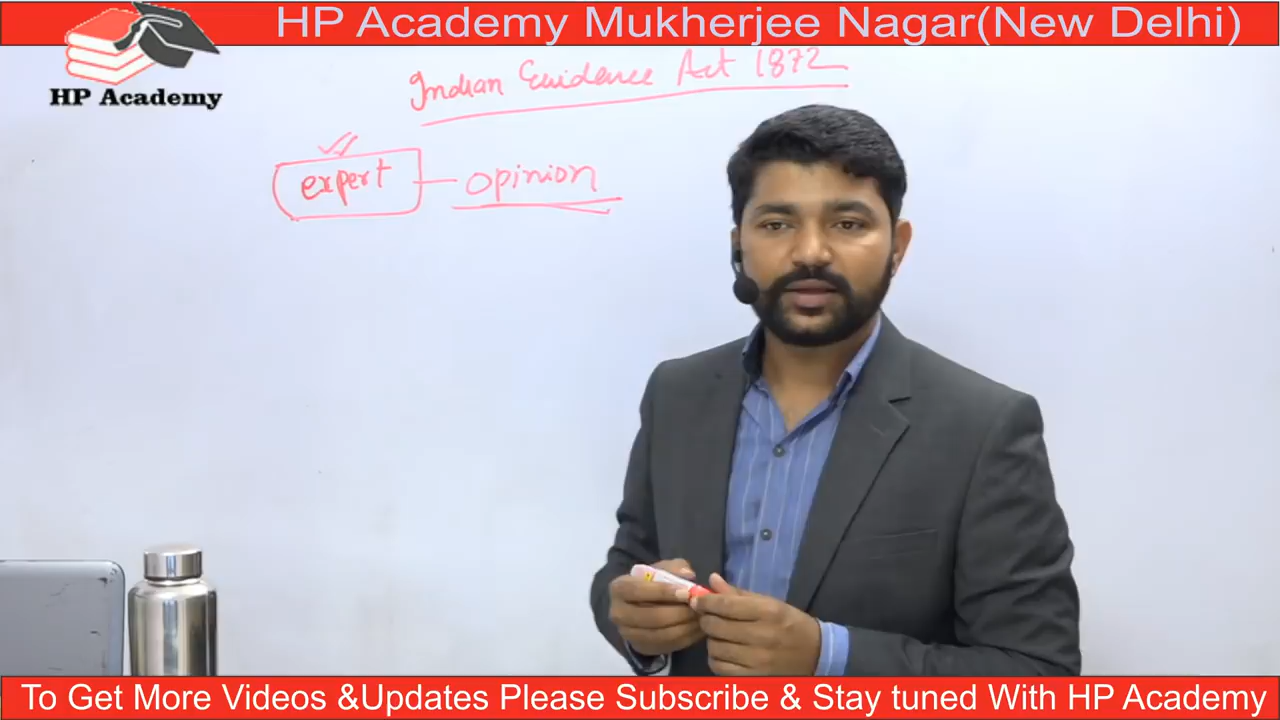 HP Academy Mukherjee Nagar(New Delhi)
HP Academy
Indian Evidence Act 1872
expert — opinion
To Get More Videos &Updates Please Subscribe & Stay tuned With HP Academy